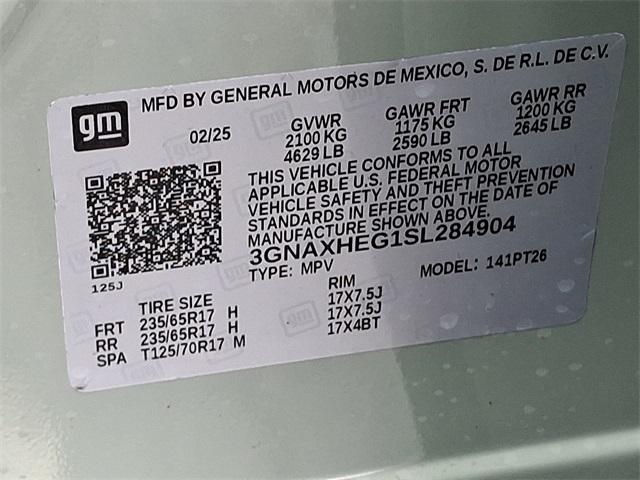 gm
MFD BY GENERAL MOTORS DE MEXICO, S. DE R.L. DE C.V.
02/25 GVWR GAWR FRT GAWR RR
2100 KG 1175 KG 1200 KG
4629 LB 2590 LB 2645 LB
THIS VEHICLE CONFORMS TO ALL
APPLICABLE U.S. FEDERAL MOTOR
VEHICLE SAFETY AND THEFT PREVENTION
STANDARDS IN EFFECT ON THE DATE OF
MANUFACTURE SHOWN ABOVE.
3GNAXHEG1SL284904
TYPE: MPV MODEL: 141PT26
125J
TIRE SIZE RIM
FRT 235/65R17 H 17X7.5J
RR 235/65R17 H 17X7.5J
SPA T125/70R17 M 17X4BT